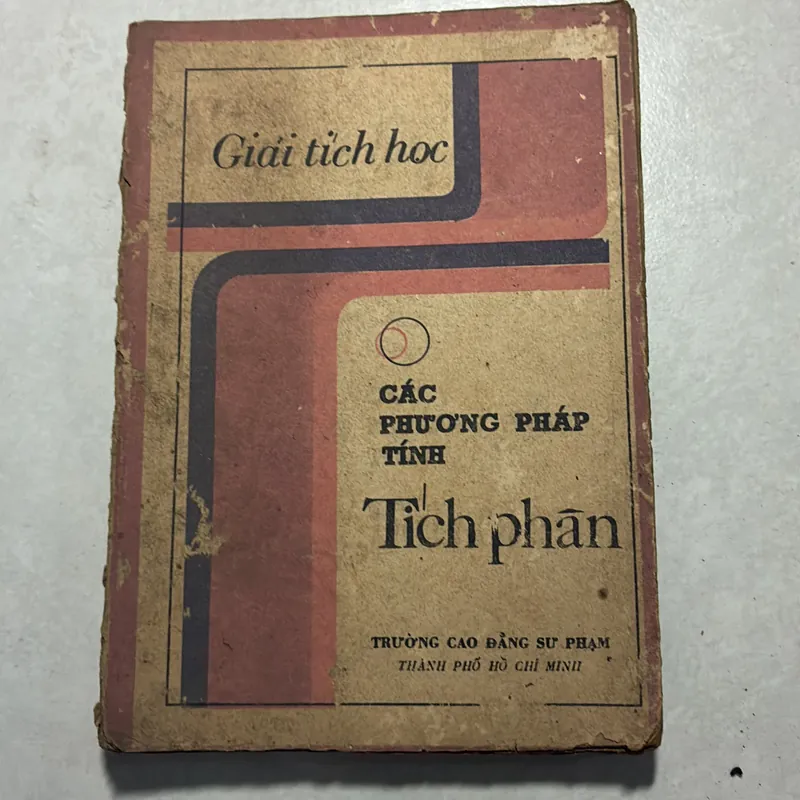 Giải tích học
CÁC
PHƯƠNG PHÁP
TÍNH
Tích phân
TRƯỜNG CAO ĐẲNG SƯ PHẠM
THÀNH PHỐ HỒ CHÍ MINH